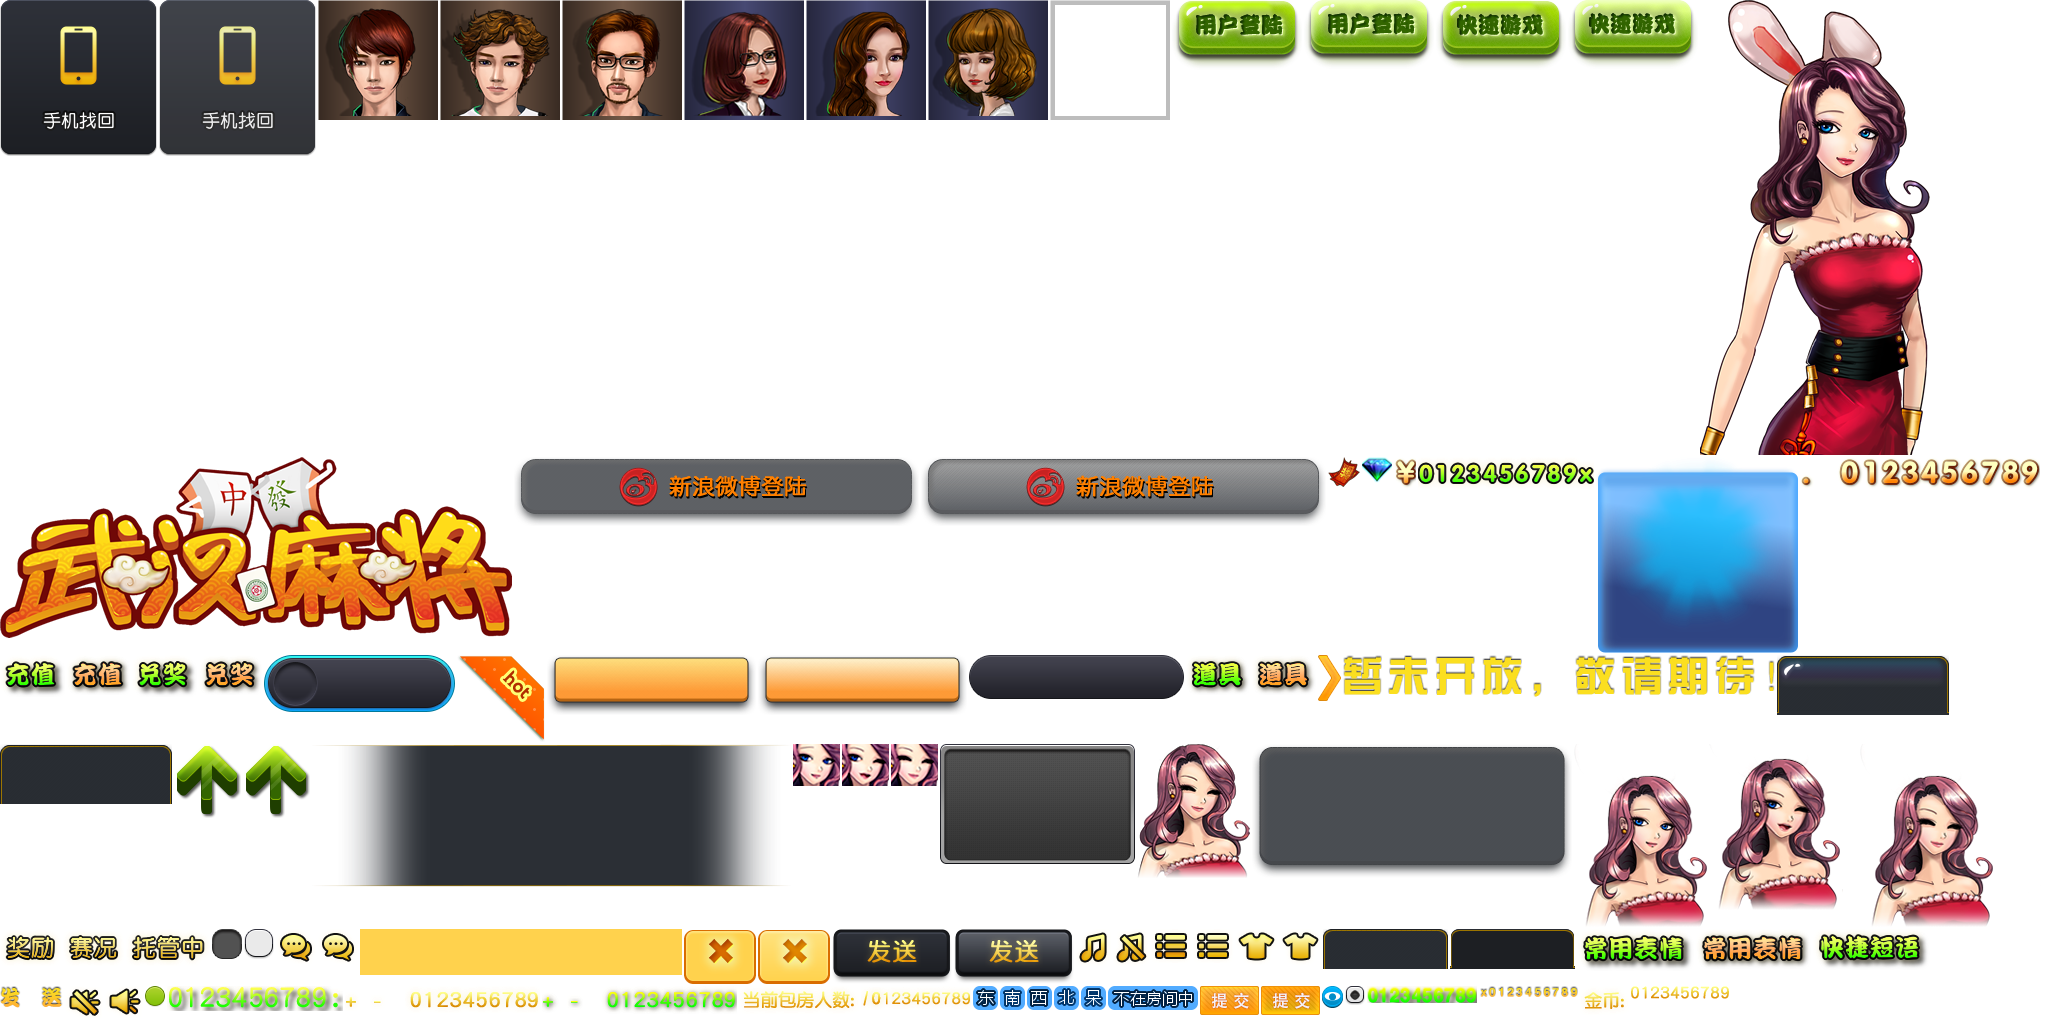 手机找回
手机找回
用户登陆
用户登陆
快速游戏
快速游戏
中 發
武汉麻将
新浪微博登陆
新浪微博登陆
¥0123456789x
. 0123456789
充值
充值
兑奖
兑奖
hot
道具
道具
暂未开放，敬请期待！
奖励
赛况
托管中
发送
发送
常用表情
常用表情
快捷短语
发 送
0123456789:
+ - 0123456789
+ - 0123456789
当前包房人数:
/0123456789
东
南
西
北
呆
不在房间中
提交
提交
0123456789
x0123456789
金币:
0123456789